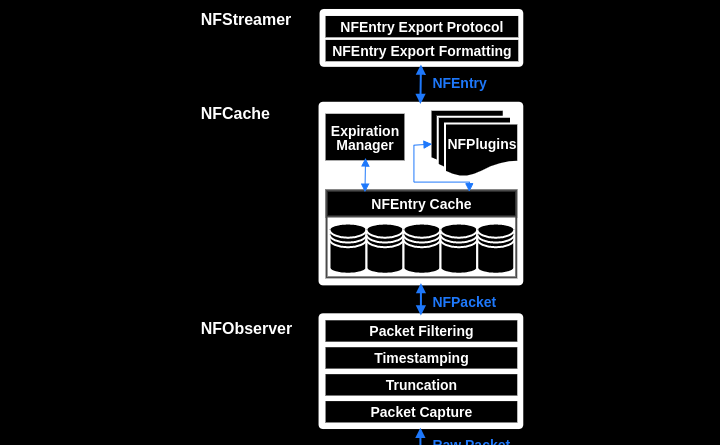 NFStreamer
NFEntry Export Protocol
NFEntry Export Formatting
NFEntry
NFCache
Expiration
Manager
NFPlugins
NFEntry Cache
NFPacket
NFObserver
Packet Filtering
Timestamping
Truncation
Packet Capture
Raw Packet